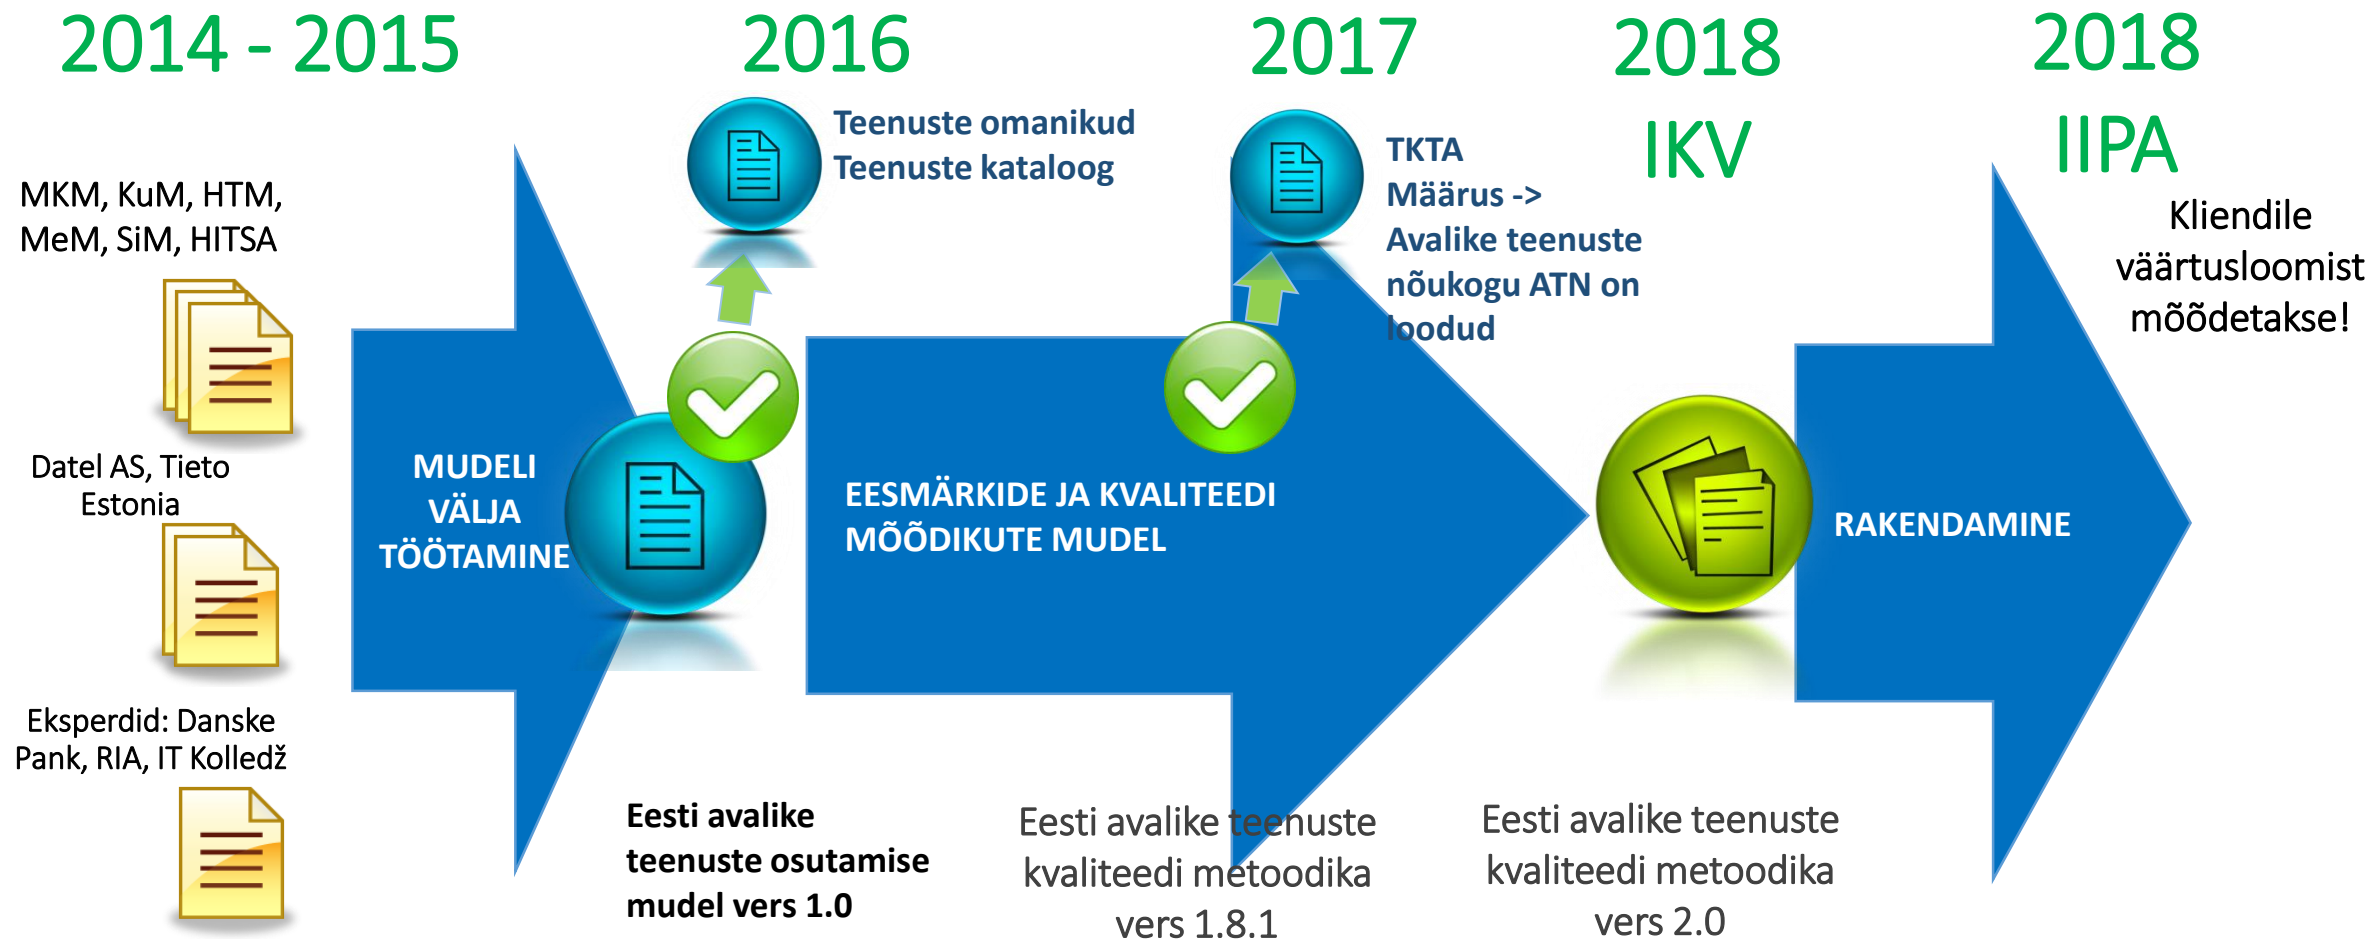 2014 - 2015
2016
2017
2018
IKV
2018
IIPA
MKM, KuM, HTM,
MeM, SiM, HITSA
Datel AS, Tieto
Estonia
Eksperdid: Danske
Pank, RIA, IT Kolledž
MUDELI
VÄLJA
TÖÖTAMINE
Teenuste omanikud
Teenuste kataloog
EESMÄRKIDE JA KVALITEEDI
MÕÕDIKUTE MUDEL
TKTA
Määrus ->
Avalike teenuste
nõukogu ATN on
loodud
RAKENDAMINE
Kliendile
väärtusloomist
mõõdetakse!
Eesti avalike
teenuste osutamise
mudel vers 1.0
Eesti avalike teenuste
kvaliteedi metoodika
vers 1.8.1
Eesti avalike teenuste
kvaliteedi metoodika
vers 2.0